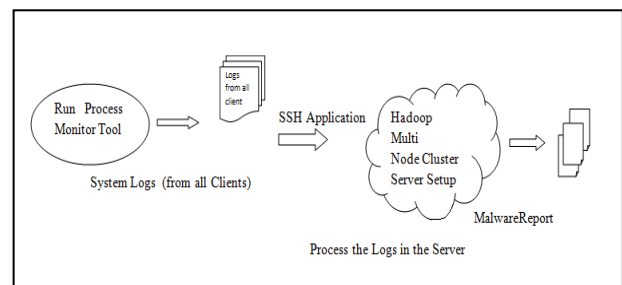 Run Process
Monitor Tool
Logs
from all
client
System Logs (from all Clients)
SSH Application
Hadoop
Multi
Node Cluster
Server Setup
MalwareReport
Process the Logs in the Server